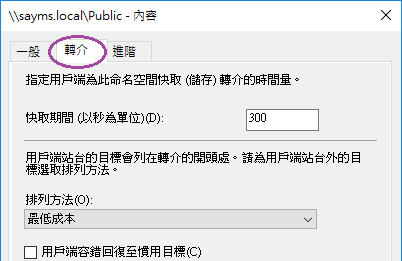 \\sayms.local\Public - 內容
一般 轉介 進階
指定用戶端為此命名空間快取 (儲存) 轉介的時間量。
快取期間 (以秒為單位)(D): 300
用戶端站台的目標會列在轉介的開頭處。請為用戶端站台外的目
標選取排列方法。
排列方法(O):
最低成本
用戶端容錯回復至慣用目標(C)